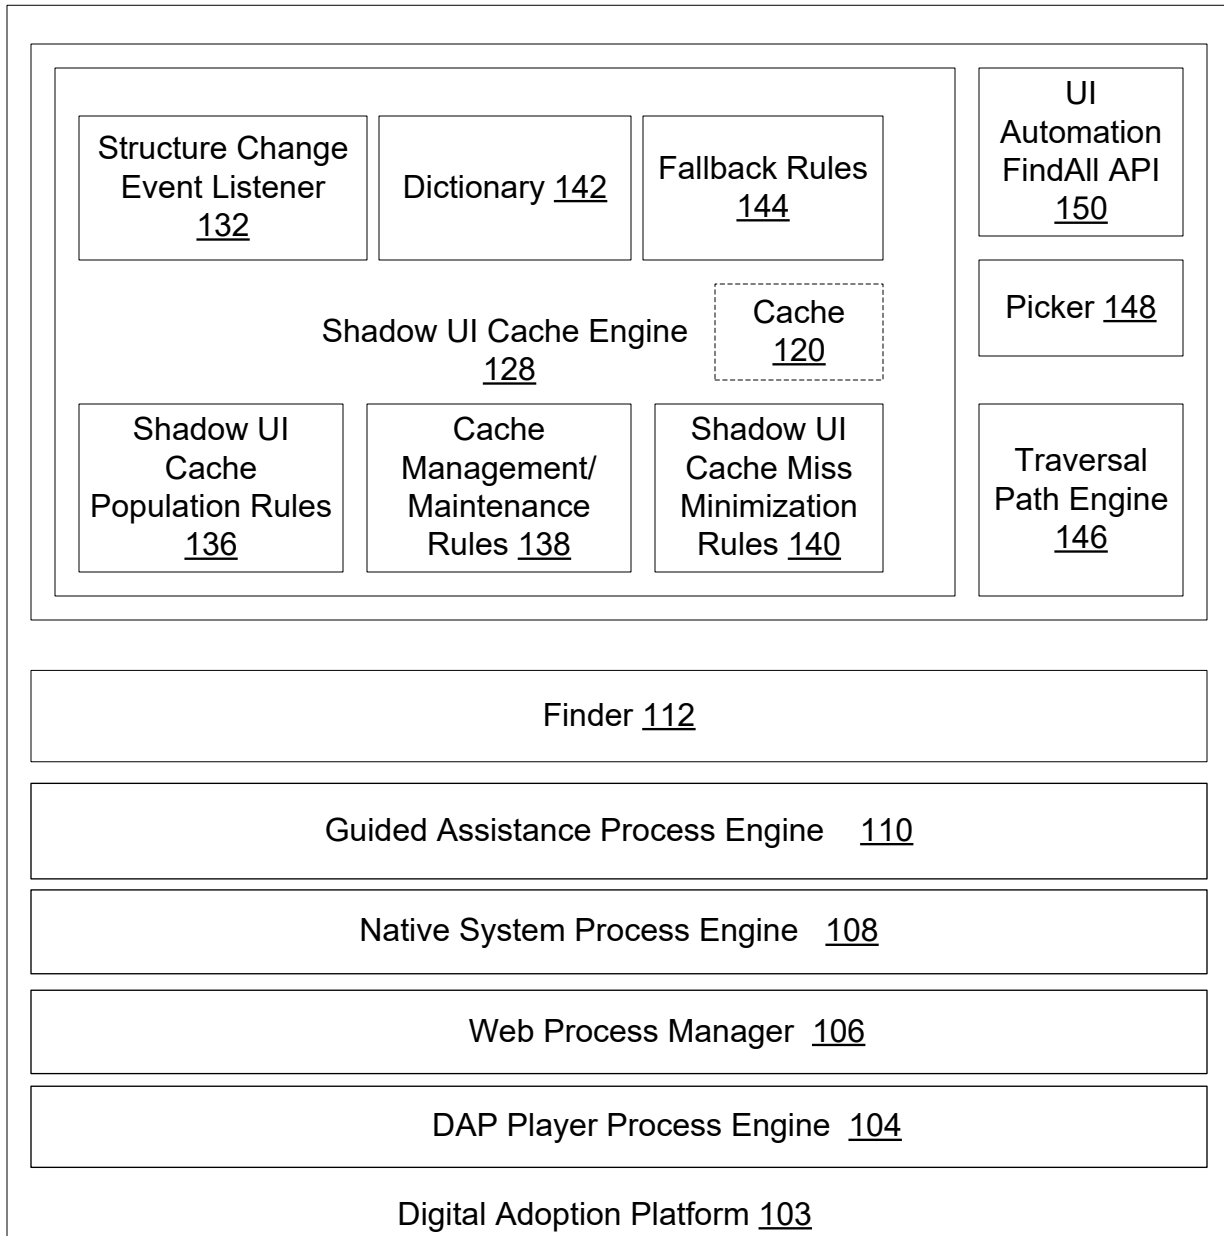 Structure Change
Event Listener
132
Dictionary 142
Fallback Rules
144
UI
Automation
FindAll API
150
Shadow UI Cache Engine
128
Cache
120
Picker 148
Shadow UI
Cache
Population Rules
136
Cache
Management/
Maintenance
Rules 138
Shadow UI
Cache Miss
Minimization
Rules 140
Traversal
Path Engine
146
Finder 112
Guided Assistance Process Engine 110
Native System Process Engine 108
Web Process Manager 106
DAP Player Process Engine 104
Digital Adoption Platform 103